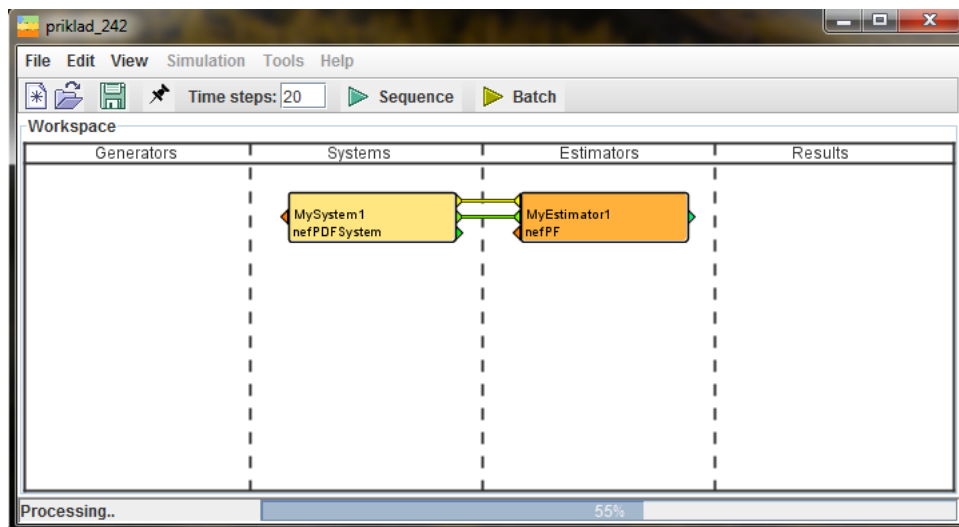 priklad_242
File Edit View Simulation Tools Help
Time steps: 20 Sequence Batch
Workspace
Generators Systems Estimators Results
MySystem1
nefPDFSystem
MyEstimator1
nefPF
Processing.. 55%